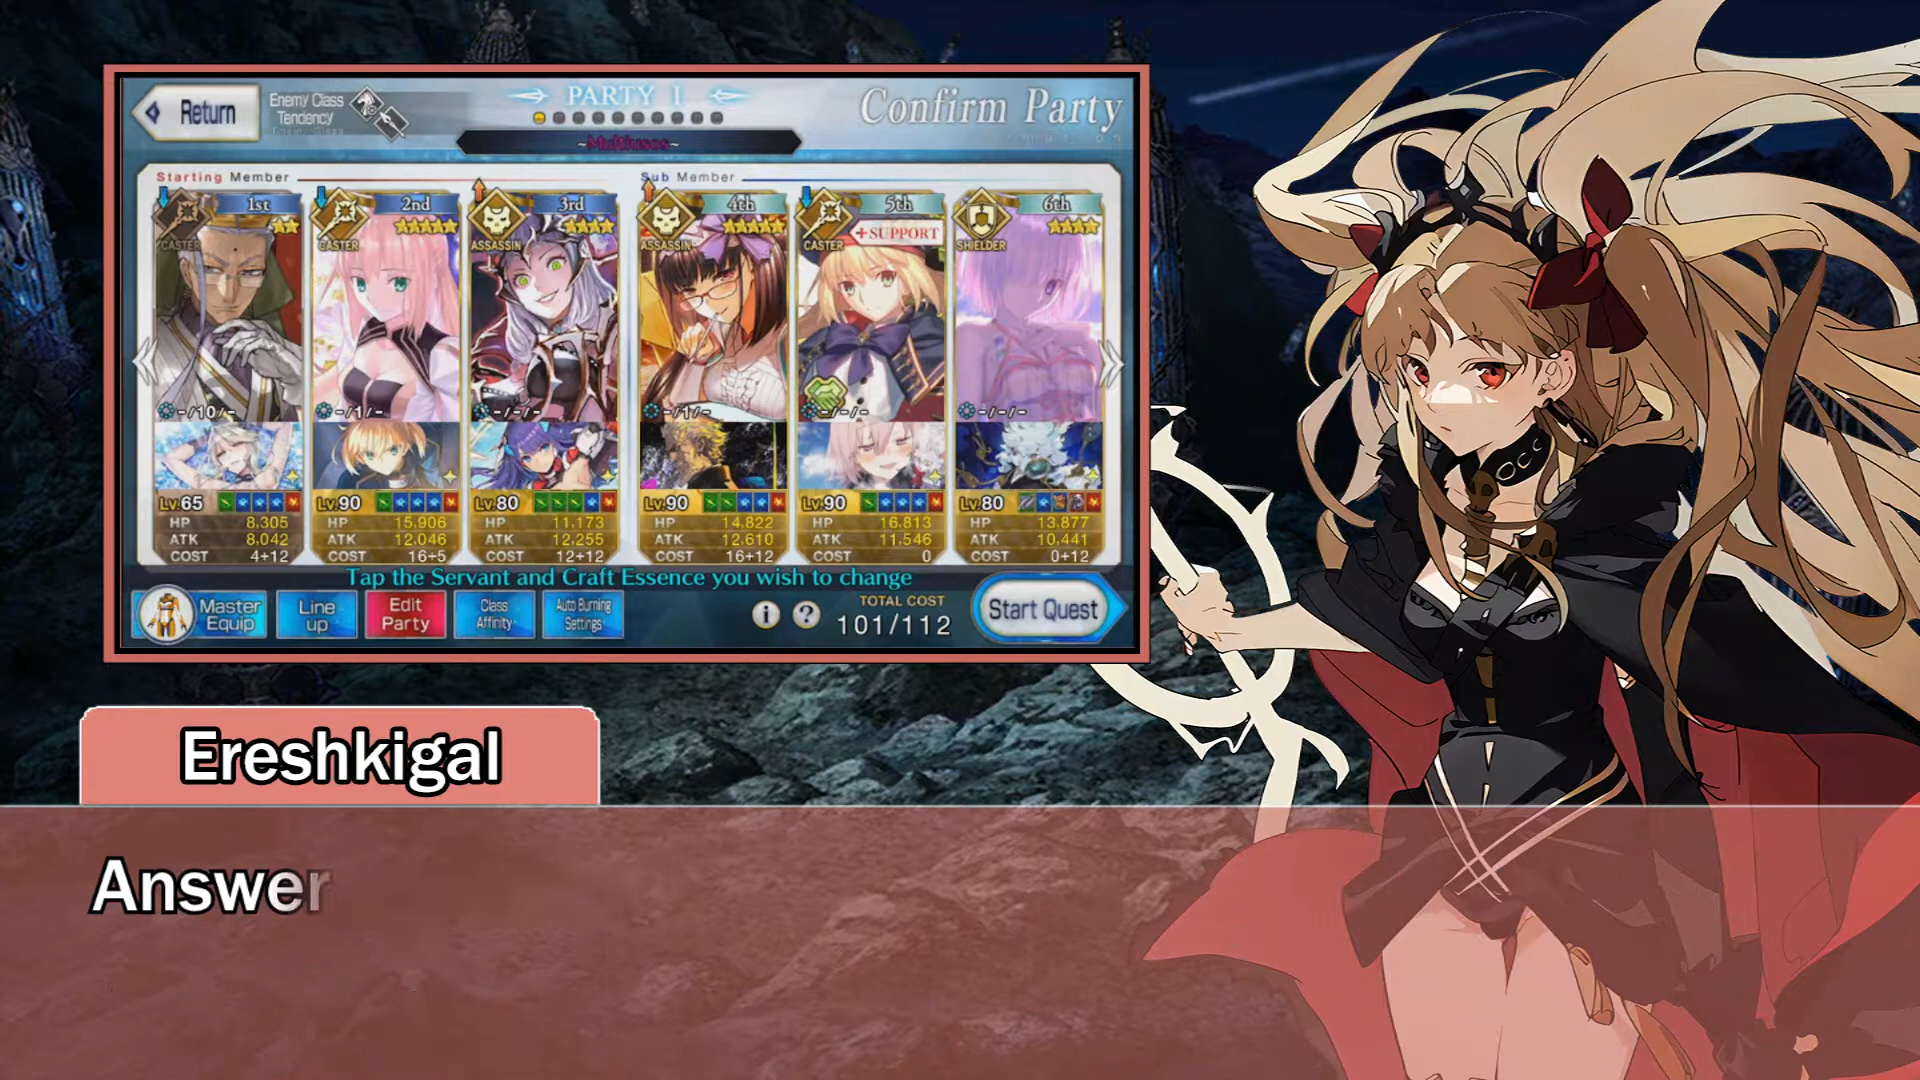 Return
Enemy Class
Tendency
PARTY 1
Confirm Party
~Multiusos~
Starting Member
Sub Member
1st
2nd
3rd
4th
5th
6th
CASTER
CASTER
ASSASSIN
ASSASSIN
CASTER
+SUPPORT
SHIELDER
-/10/-
-/1/-
-/-/-
-/1/-
-/-/-
-/-/-
Lv.65
Lv.90
Lv.80
Lv.90
Lv.90
Lv.80
HP 8,305
HP 15,906
HP 11,173
HP 14,822
HP 16,813
HP 13,877
ATK 8,042
ATK 12,046
ATK 12,255
ATK 12,610
ATK 11,546
ATK 10,441
COST 4+12
COST 16+5
COST 12+12
COST 16+12
COST 0
COST 0+12
Tap the Servant and Craft Essence you wish to change
Master
Equip
Line
up
Edit
Party
Class
Affinity
Auto Burning
Settings
i
?
TOTAL COST
101/112
Start Quest
Ereshkigal
Answer